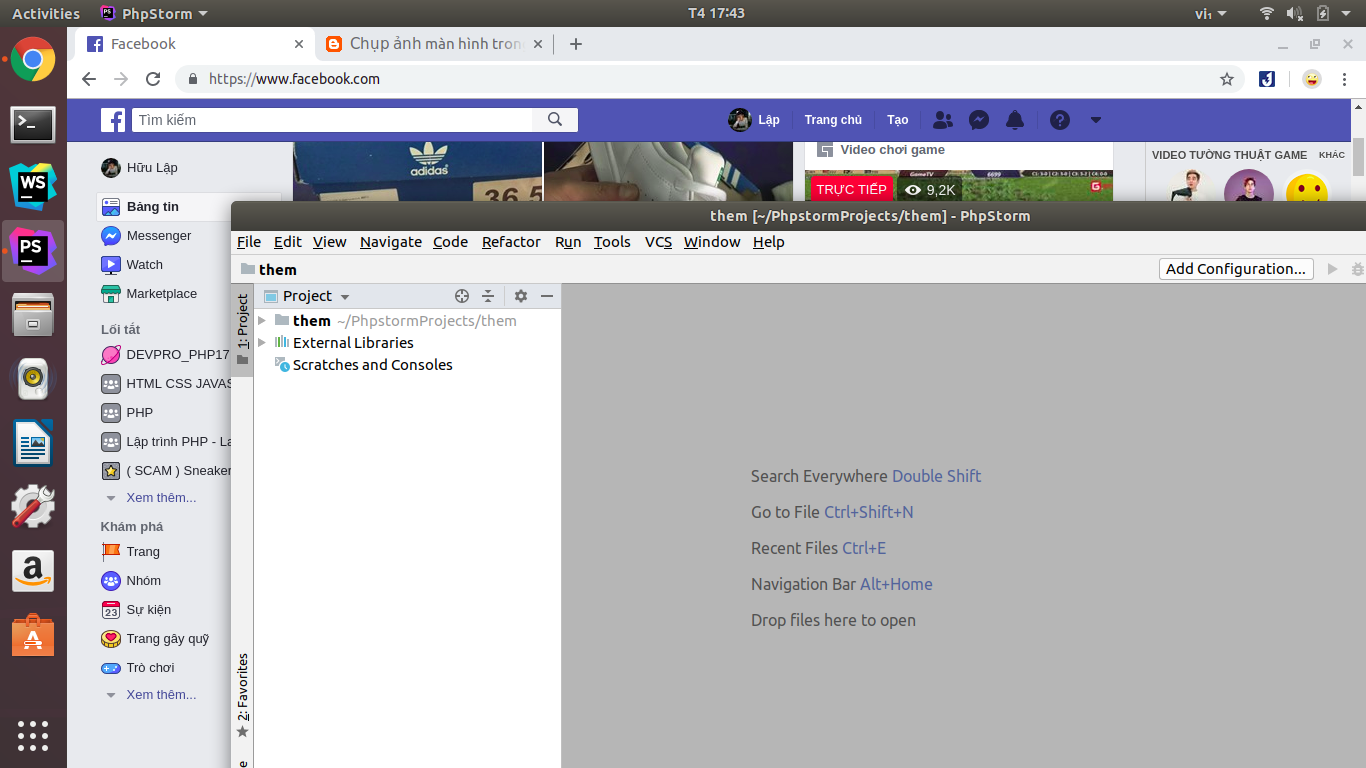 Activities PhpStorm T4 17:43 vi₁
Facebook Chụp ảnh màn hình tron
https://www.facebook.com
Tìm kiếm Lập Trang chủ Tạo
Hữu Lập
Bảng tin
Messenger
Watch
Marketplace
Lối tắt
DEVPRO_PHP17
HTML CSS JAVAS
PHP
Lập trình PHP - La
( SCAM ) Sneaker
Xem thêm...
Khám phá
Trang
Nhóm
Sự kiện
23
Trang gây quỹ
Trò chơi
Xem thêm...
adidas
36.5
Video chơi game
TRỰC TIẾP 9,2K
GameTV
VIDEO TƯỜNG THUẬT GAME KHÁC
WS
PS
them [~/PhpstormProjects/them] - PhpStorm
File Edit View Navigate Code Refactor Run Tools VCS Window Help
them Add Configuration...
1: Project
Project
them ~/PhpstormProjects/them
External Libraries
Scratches and Consoles
2: Favorites
Search Everywhere Double Shift
Go to File Ctrl+Shift+N
Recent Files Ctrl+E
Navigation Bar Alt+Home
Drop files here to open